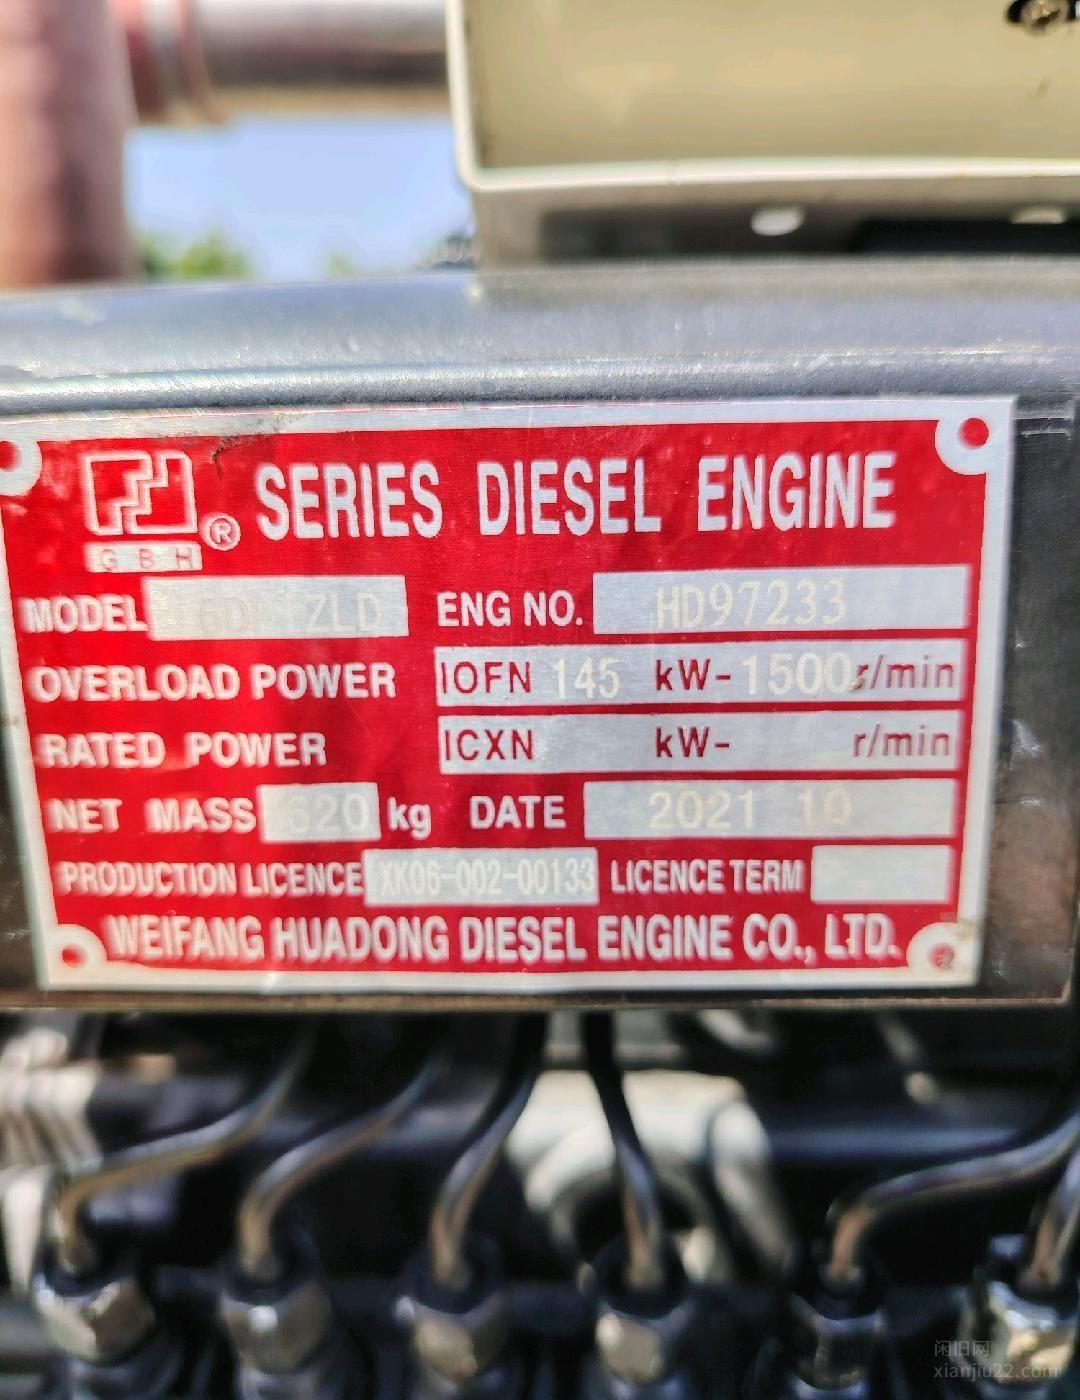 ® SERIES DIESEL ENGINE
GBH
MODEL ENG NO. HD97233
OVERLOAD POWER IOFN 145 kW-1500r/min
RATED POWER ICXN kW- r/min
NET MASS 620 kg DATE 2021 10
PRODUCTION LICENCE XK06-002-00133 LICENCE TERM
WEIFANG HUADONG DIESEL ENGINE CO., LTD.
闲旧网
xianjiu22.com